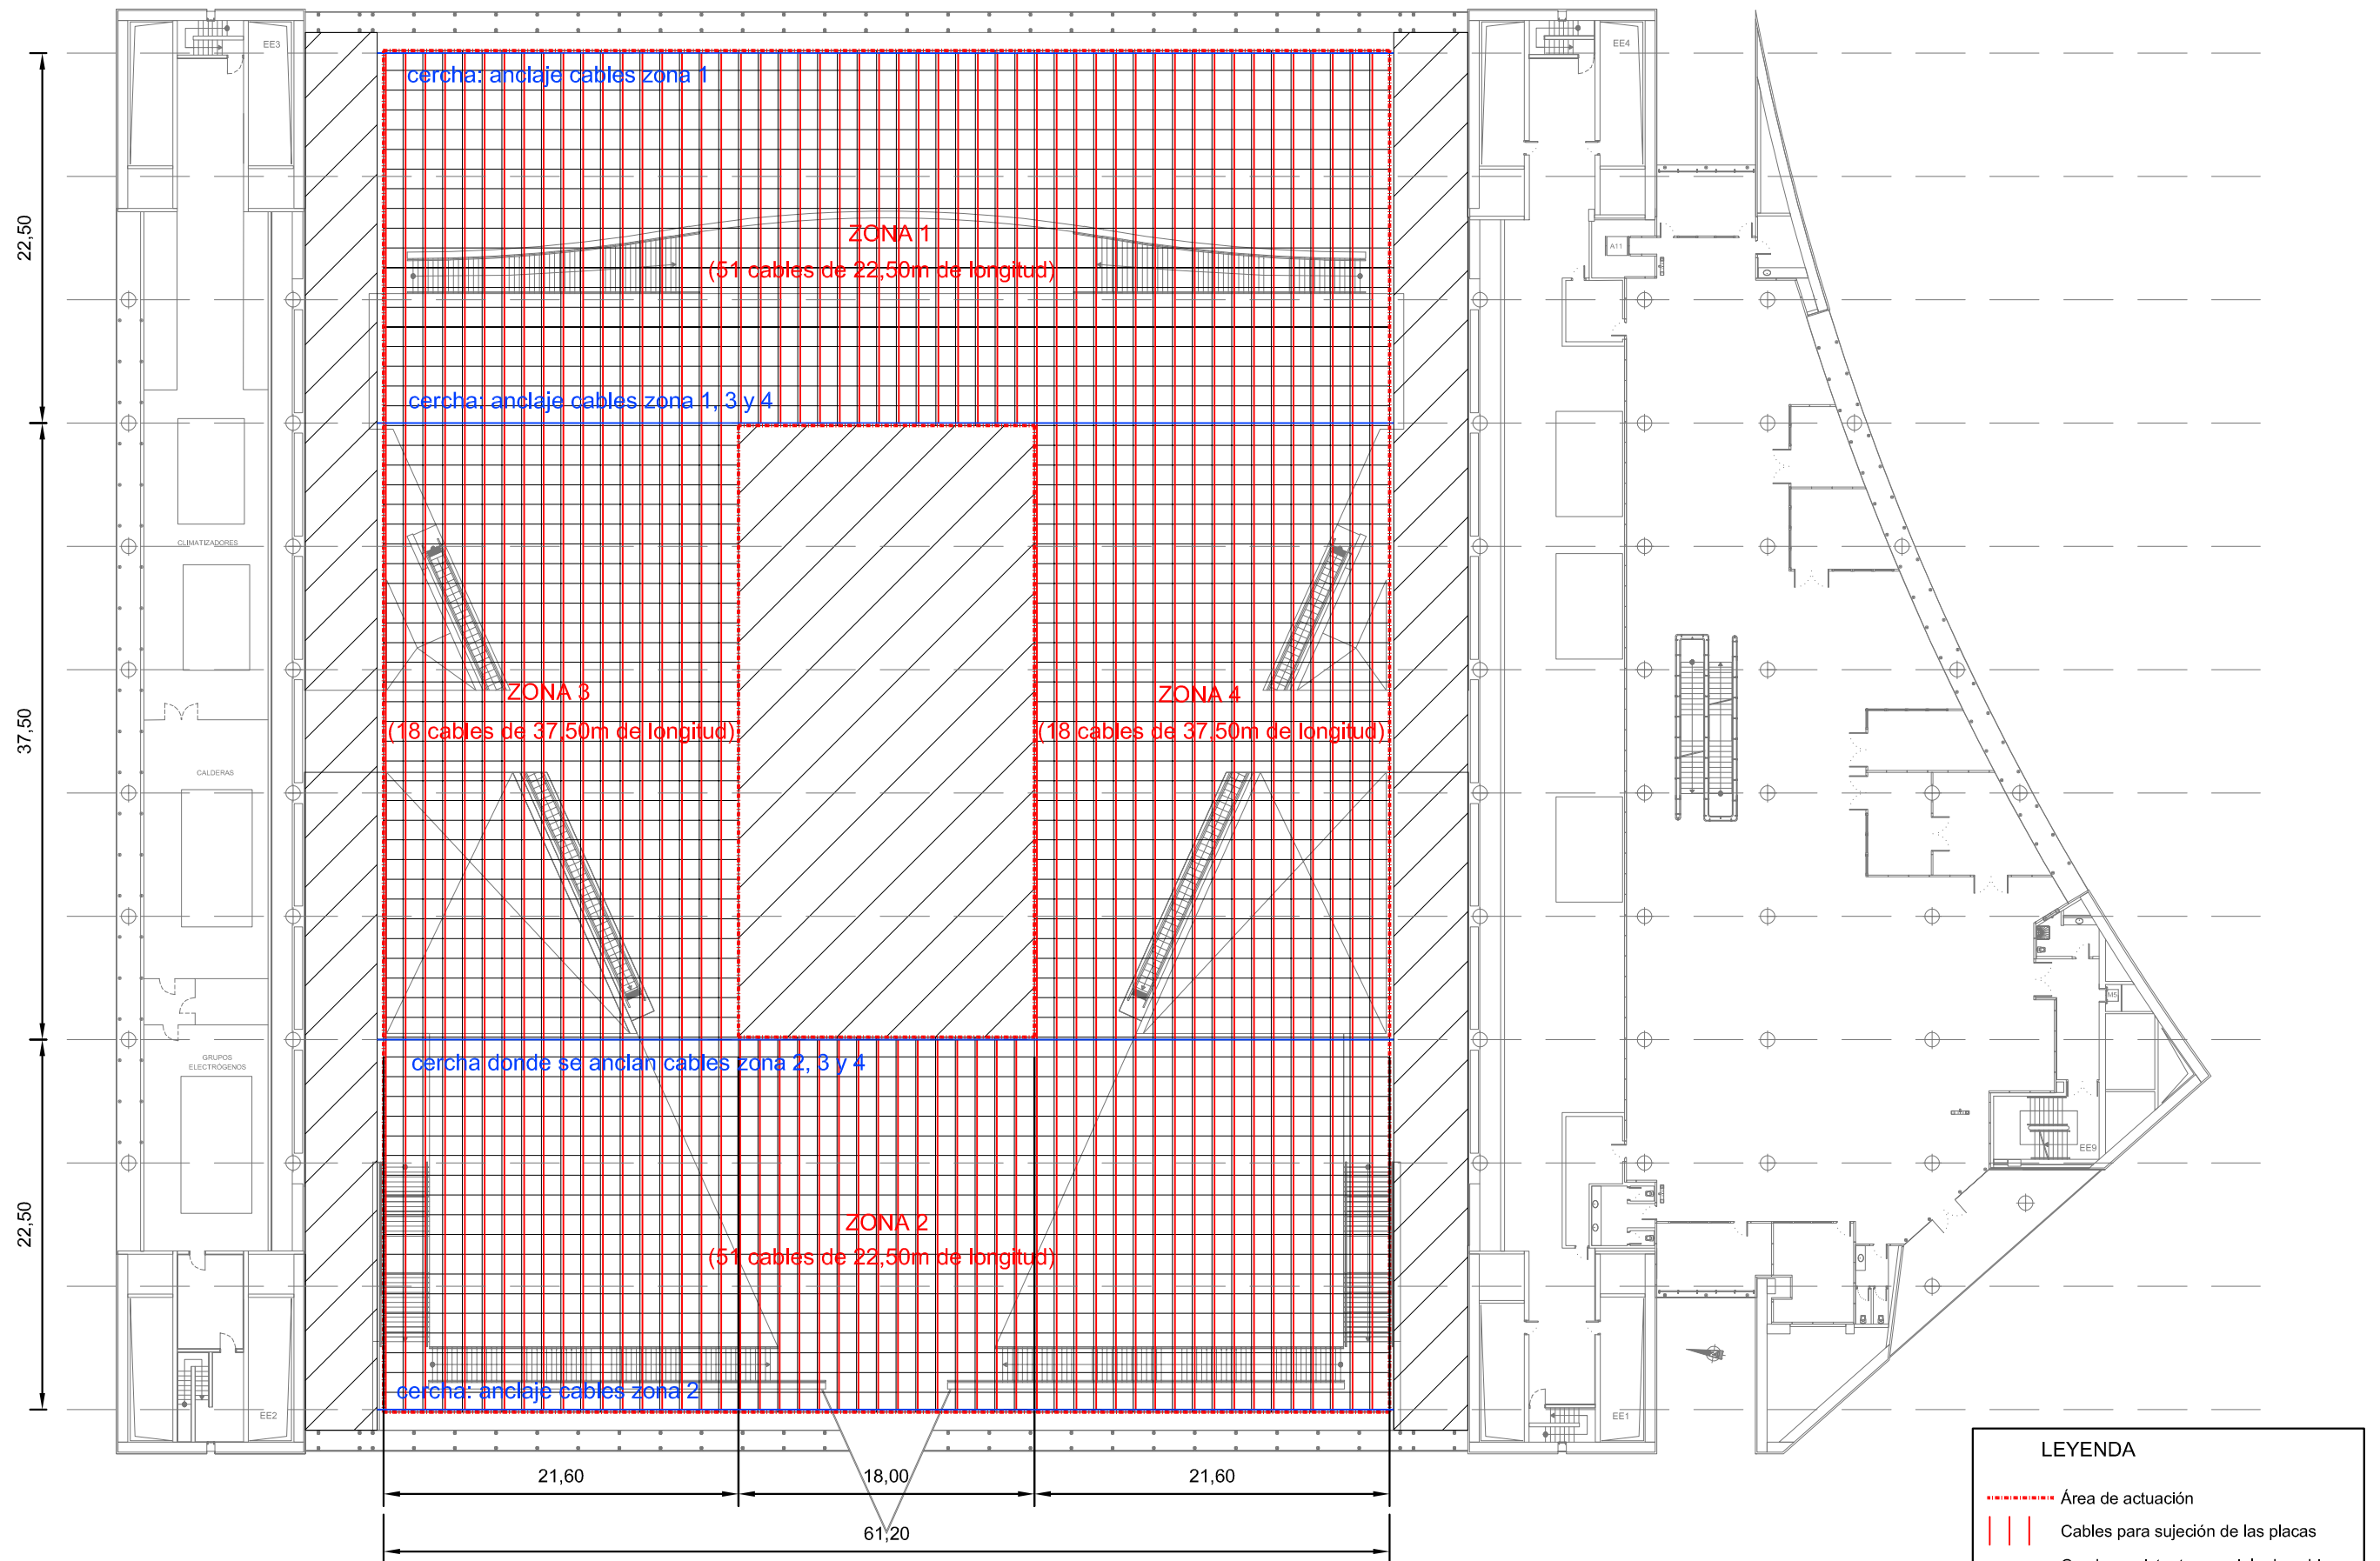 EE3
EE4
cercha: anclaje cables zona 1
22,50
ZONA 1
(51 cables de 22,50m de longitud)
A11
cercha: anclaje cables zona 1, 3 y 4
CLIMATIZADORES
37,50
ZONA 3
(18 cables de 37,50m de longitud)
ZONA 4
(18 cables de 37.50m de longitud)
CALDERAS
M5
GRUPOS
ELECTRÓGENOS
cercha donde se anclan cables zona 2, 3 y 4
22,50
EE9
ZONA 2
(51 cables de 22,50m de longitud)
cercha: anclaje cables zona 2
EE2
EE1
21,60
18,00
21,60
61,20
LEYENDA
Área de actuación
Cables para sujeción de las placas